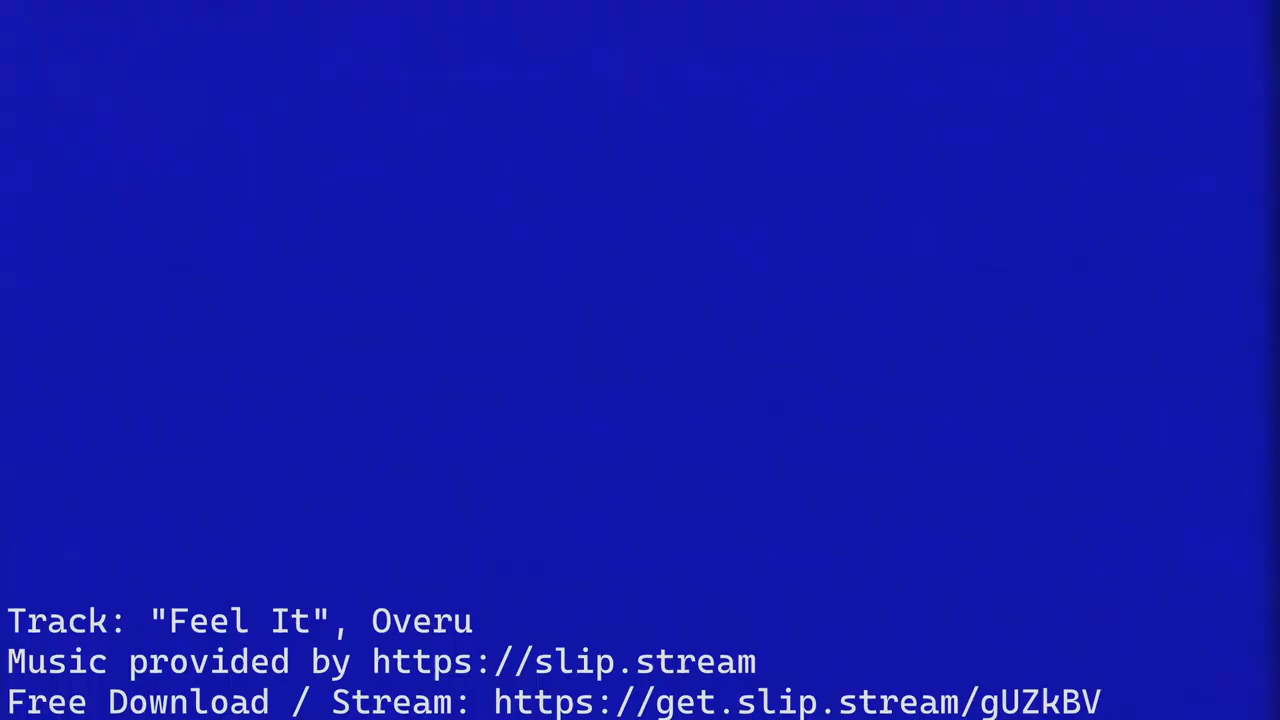 Track: "Feel It", Overu
Music provided by https://slip.stream
Free Download / Stream: https://get.slip.stream/gUZkBV